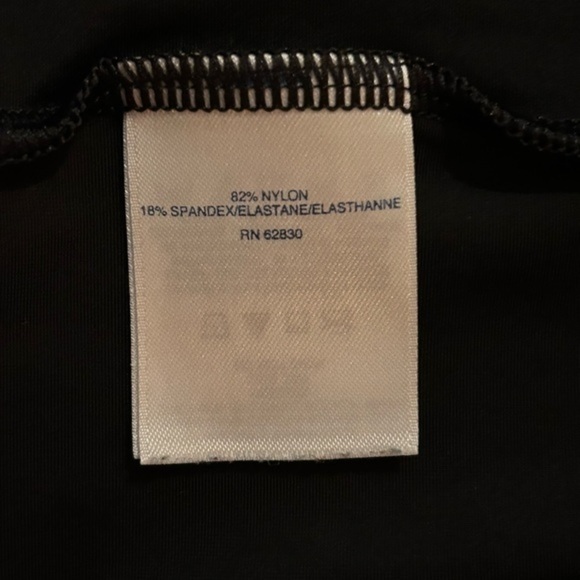 82% NYLON
18% SPANDEX/ELASTANE/ELASTHANNE
RN 62830